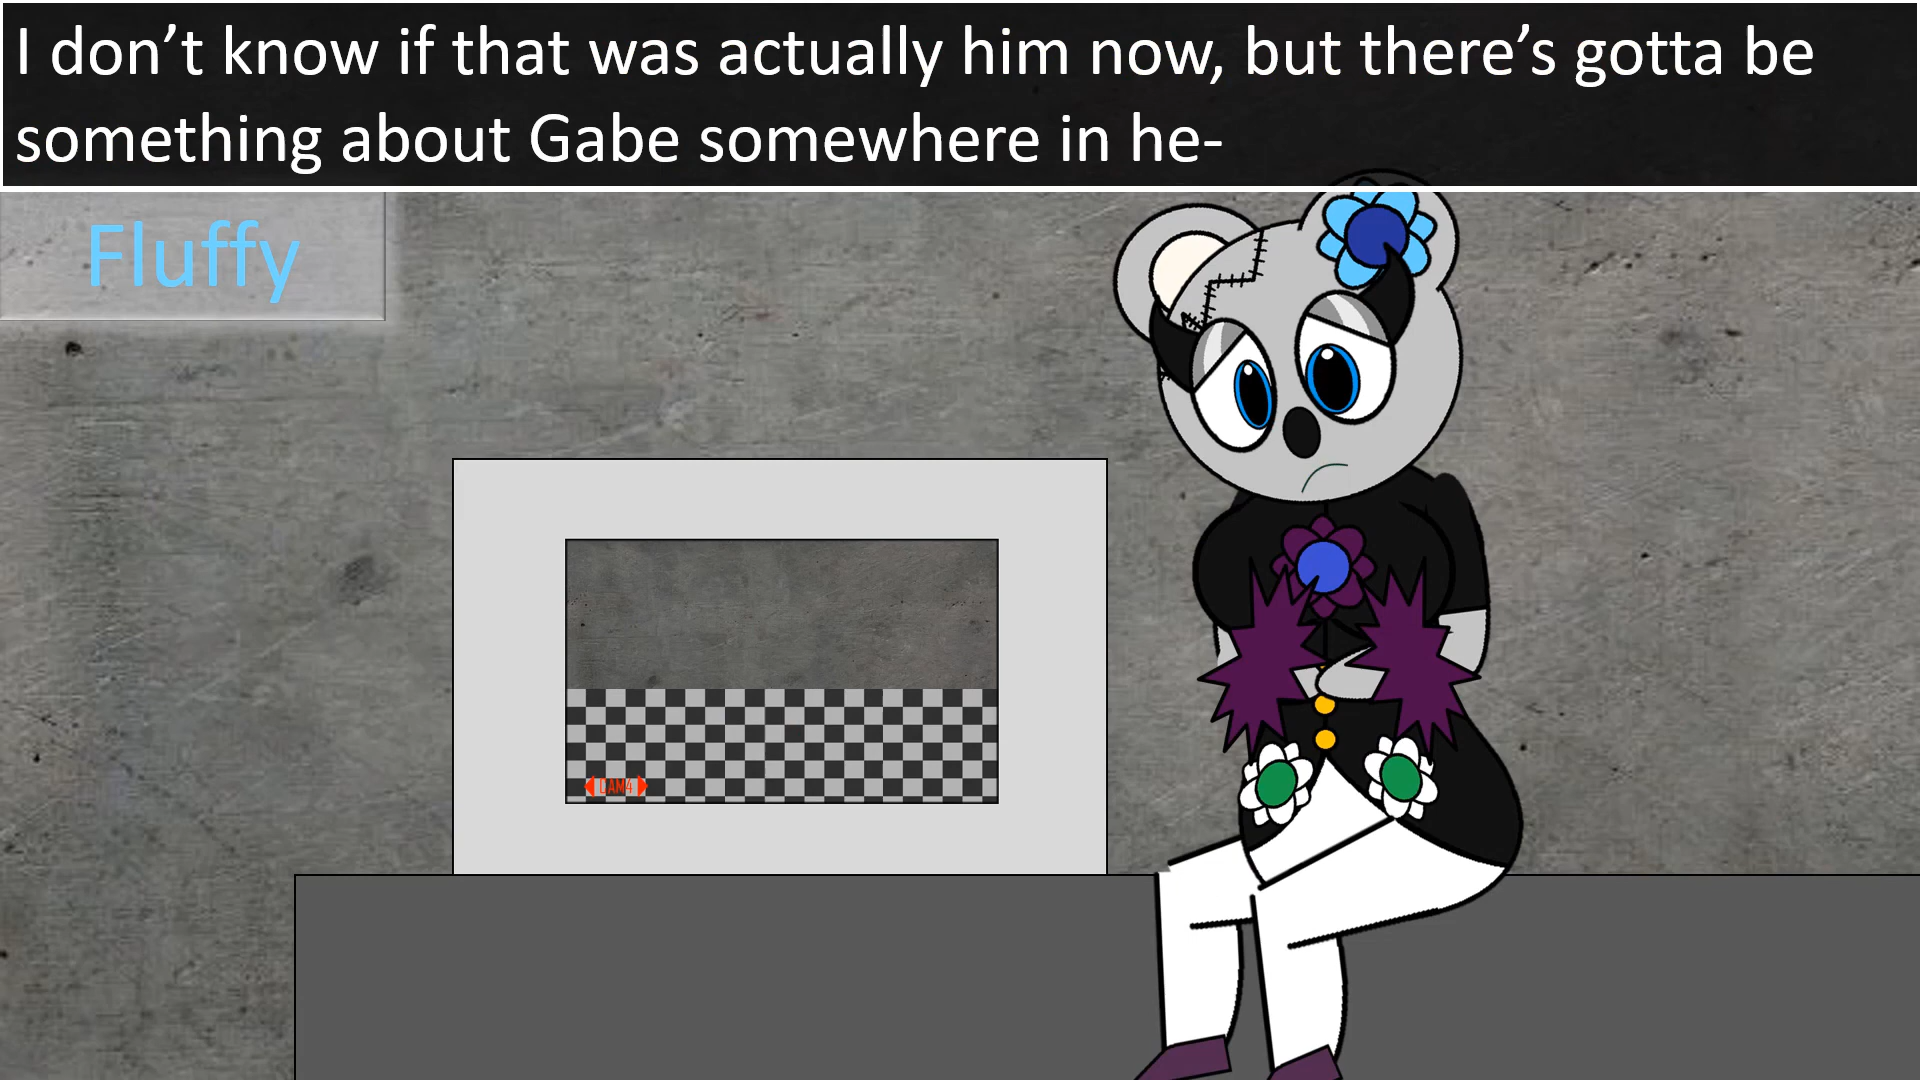 I don’t know if that was actually him now, but there’s gotta be
something about Gabe somewhere in he-
Fluffy
CAM4